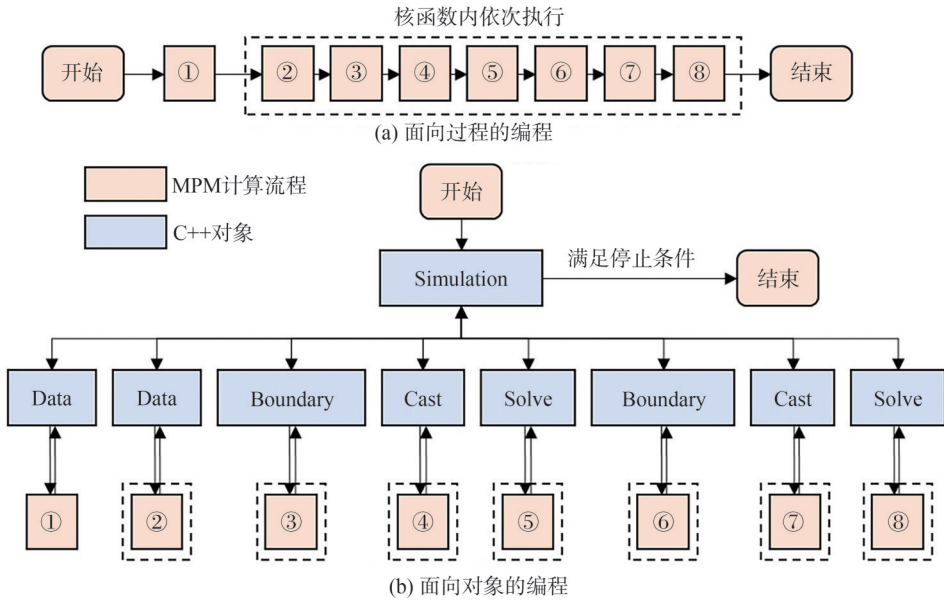 核函数内依次执行
开始 ① ② ③ ④ ⑤ ⑥ ⑦ ⑧ 结束
(a) 面向过程的编程
MPM计算流程
C++对象
开始
Simulation
满足停止条件
结束
Data Data Boundary Cast Solve Boundary Cast Solve
① ② ③ ④ ⑤ ⑥ ⑦ ⑧
(b) 面向对象的编程